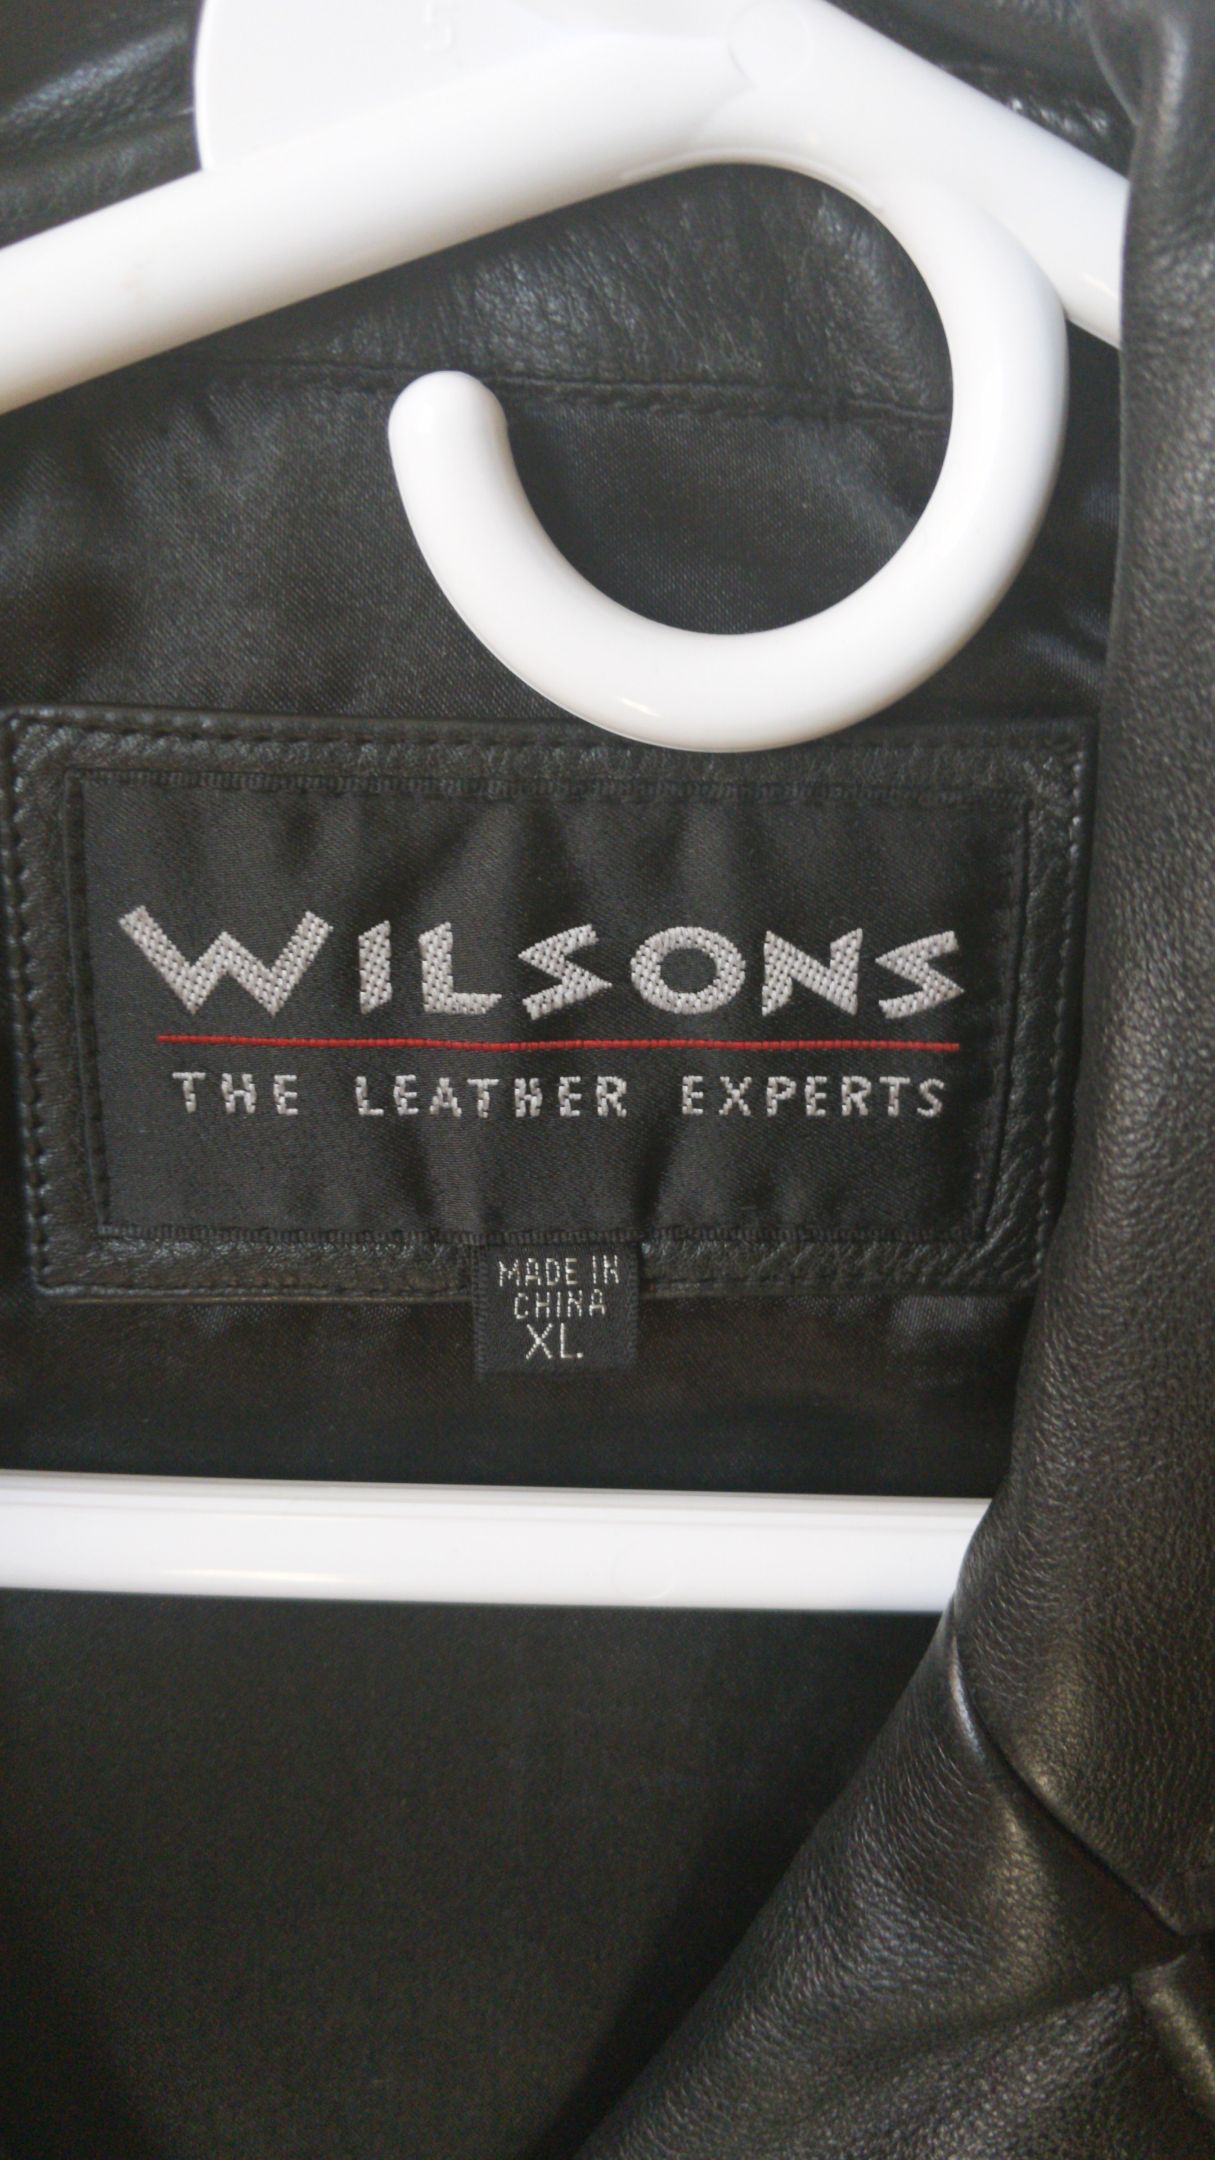 WILSONS
THE LEATHER EXPERTS
MADE IN
CHINA
XL.